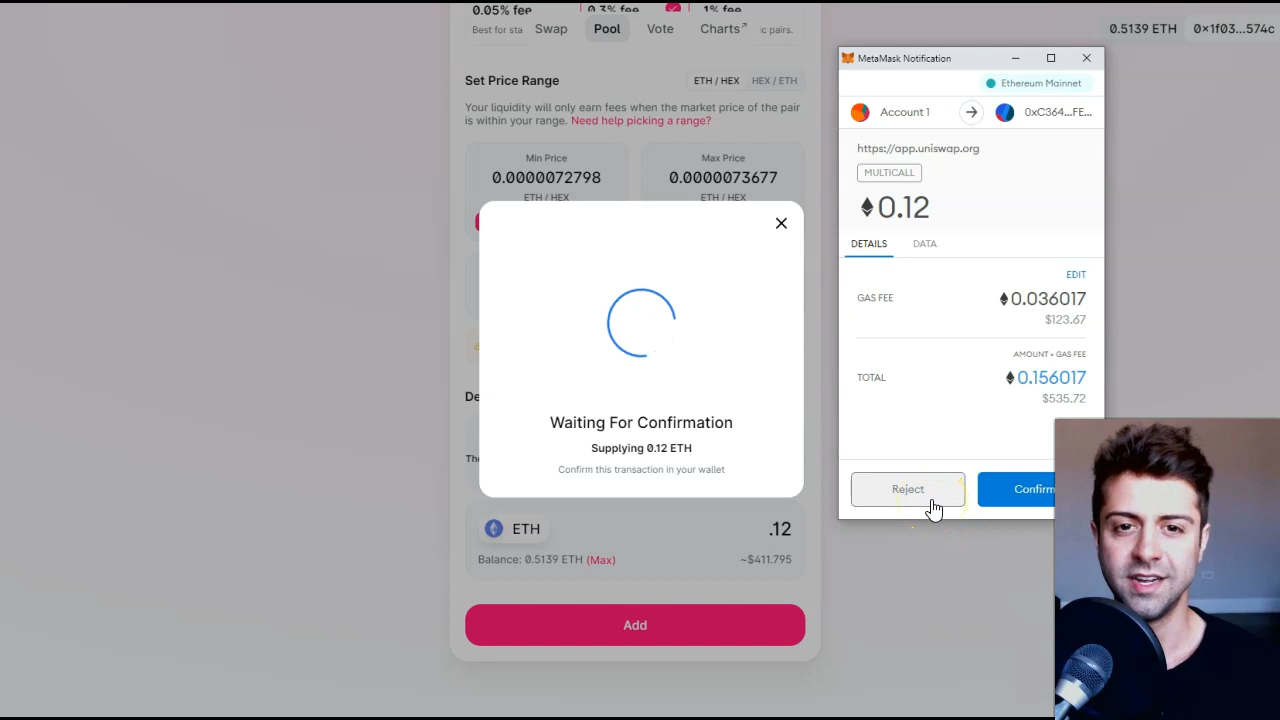 0.05% fee
0.3% fee
1% fee
Best for sta
ic pairs.
Swap
Pool
Vote
Charts↗
0.5139 ETH
0x1f03...574c
Set Price Range
ETH / HEX
HEX / ETH
Your liquidity will only earn fees when the market price of the pair
is within your range. Need help picking a range?
Min Price
0.0000072798
ETH / HEX
Max Price
0.0000073677
ETH / HEX
De
The
Waiting For Confirmation
Supplying 0.12 ETH
Confirm this transaction in your wallet
ETH
.12
Balance: 0.5139 ETH (Max)
~$411.795
Add
MetaMask Notification
Ethereum Mainnet
Account 1
0xC364...FE...
https://app.uniswap.org
MULTICALL
0.12
DETAILS
DATA
EDIT
GAS FEE
0.036017
$123.67
AMOUNT + GAS FEE
TOTAL
0.156017
$535.72
Reject
Confirm